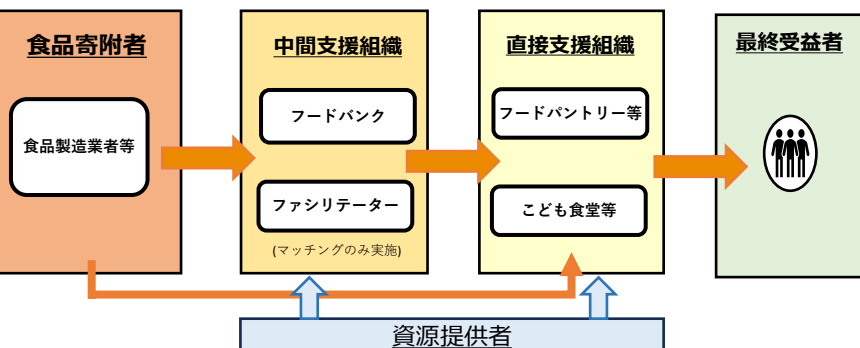 食品寄附者
食品製造業者等
中間支援組織
フードバンク
ファシリテーター
(マッチングのみ実施)
直接支援組織
フードパントリー等
こども食堂等
最終受益者
資源提供者